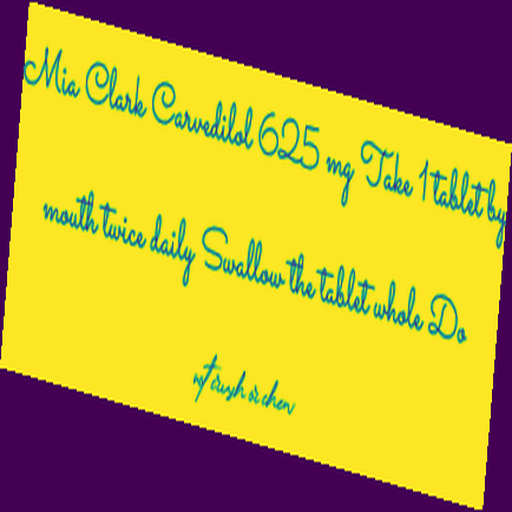 Mia Clark Carvedilol 625 mg Take 1 tablet by
mouth twice daily Swallow the tablet whole Do
not crush or chew